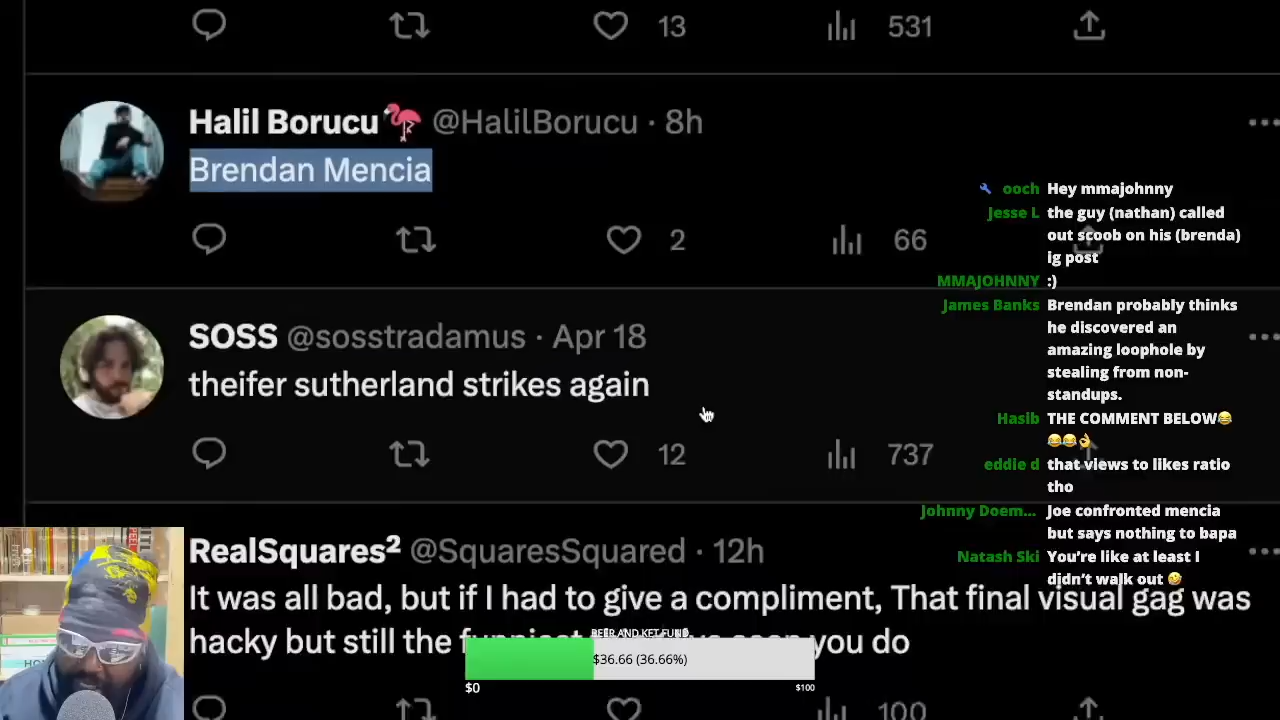 13
531
Halil Borucu🦩 @HalilBorucu · 8h
Brendan Mencia
2
66
SOSS @sosstradamus · Apr 18
theifer sutherland strikes again
12
737
RealSquares² @SquaresSquared · 12h
It was all bad, but if I had to give a compliment, That final visual gag was
hacky but still the you do
100
ooch Hey mmajohnny
Jesse L the guy (nathan) called
out scoob on his (brenda)
ig post
MMAJOHNNY :)
James Banks Brendan probably thinks
he discovered an
amazing loophole by
stealing from non-
standups.
Hasib THE COMMENT BELOW😂
😂😂👌
eddie d that views to likes ratio
tho
Johnny Doem... Joe confronted mencia
but says nothing to bapa
Natash Ski You're like at least I
didn't walk out 🤣
BEER AND KFT FUND
$36.66 (36.66%)
$0
$100